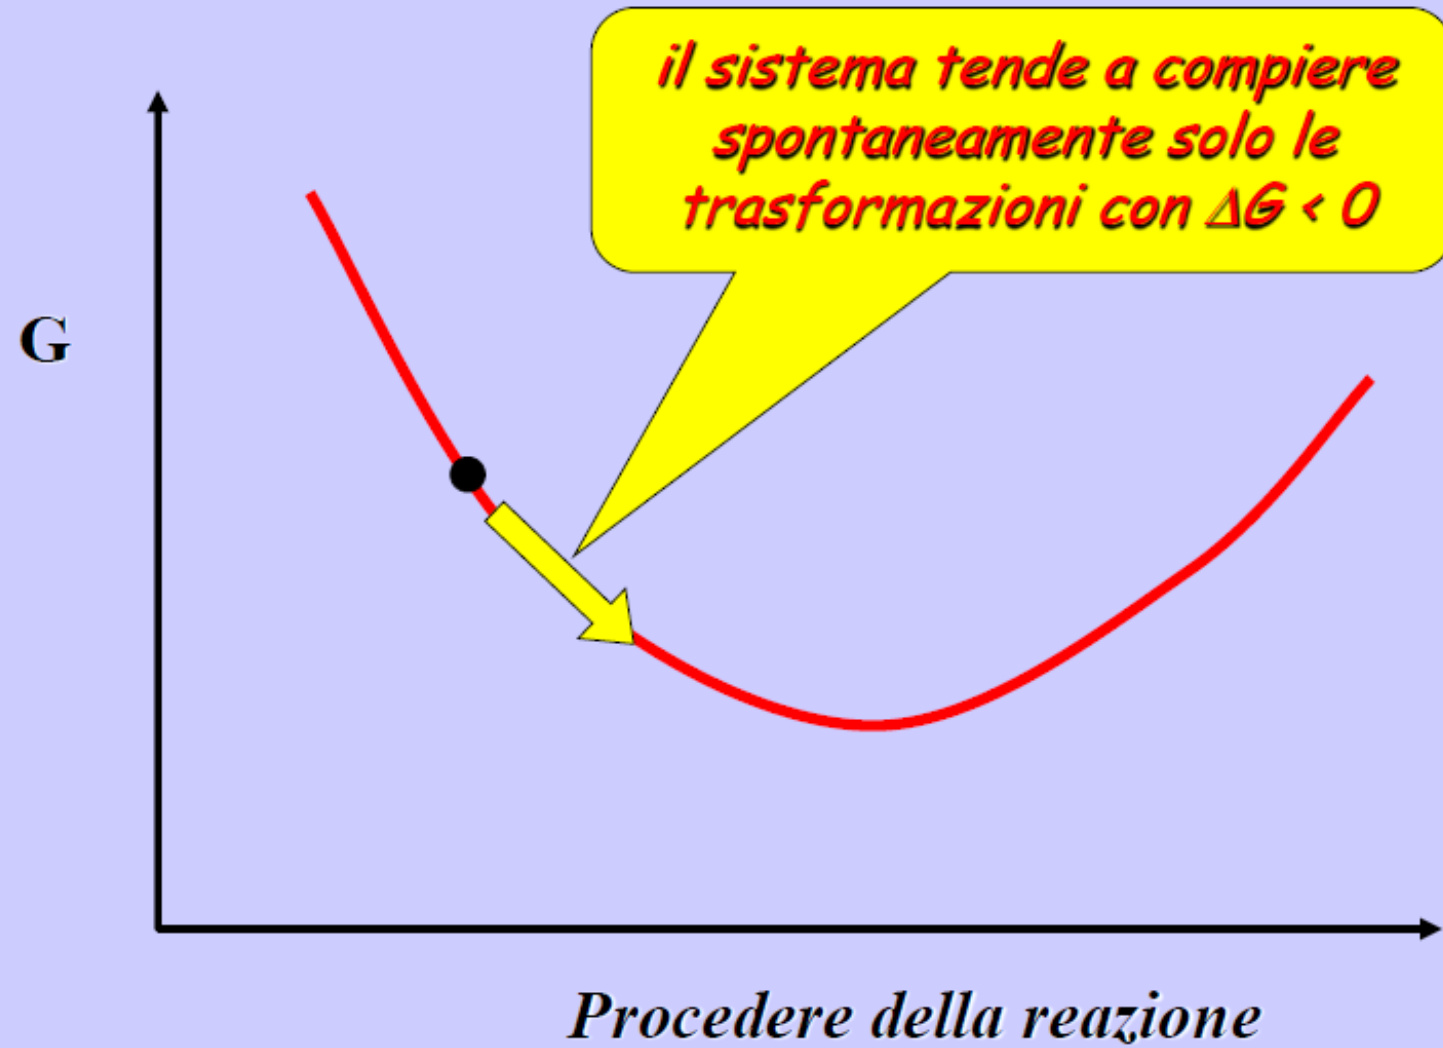 il sistema tende a compiere
spontaneamente solo le
trasformazioni con ΔG < 0
G
Procedere della reazione